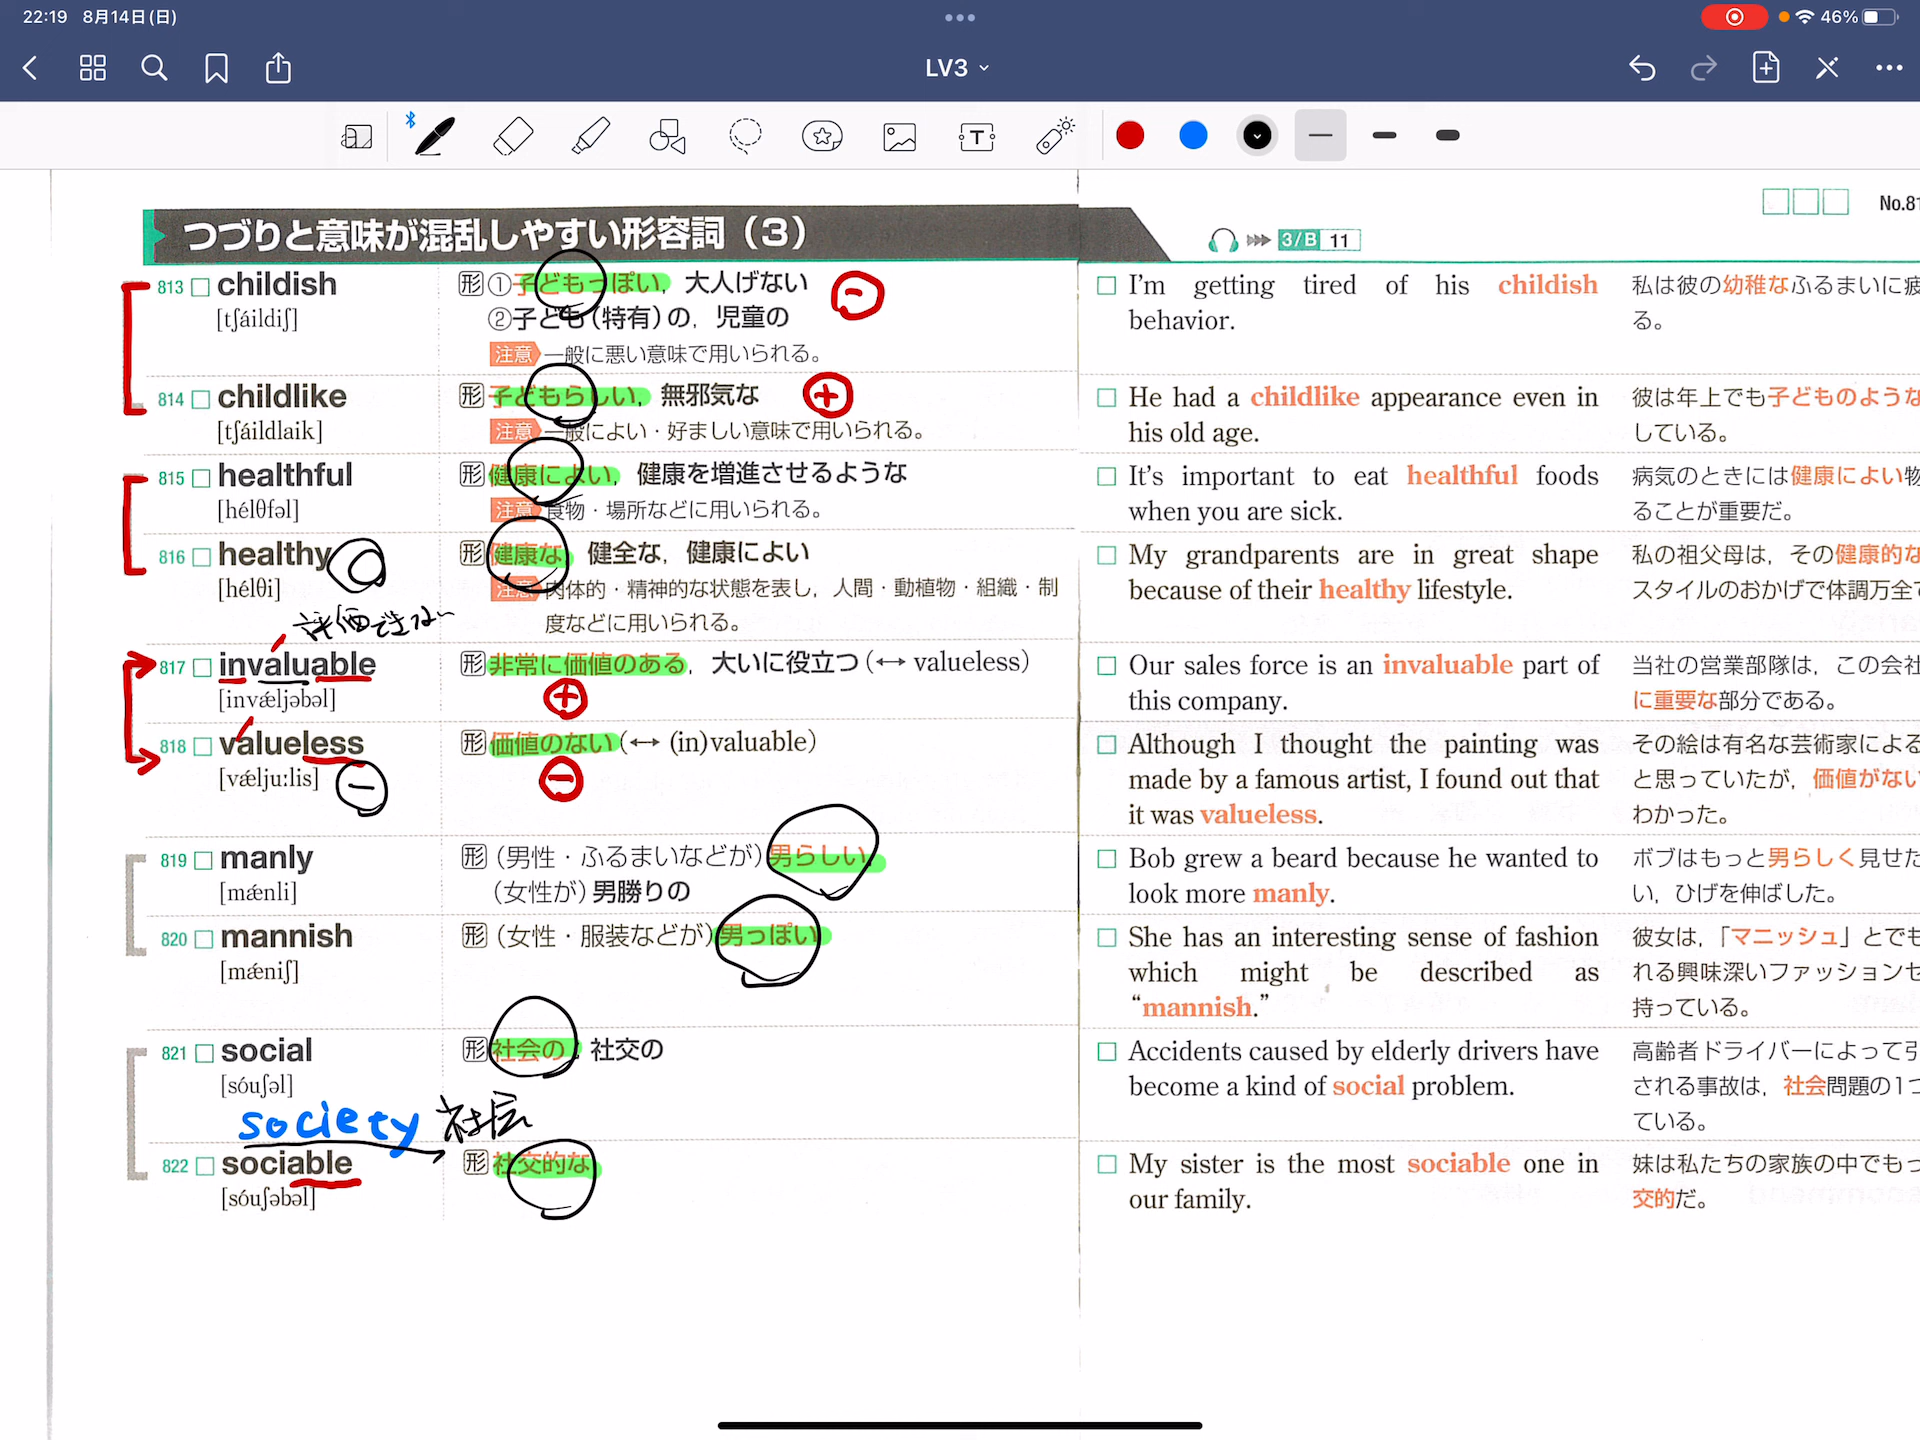 22:19 8月14日(日)
46%
LV3
つづりと意味が混乱しやすい形容詞（3）
3/B 11
No.81
813 childish
[tʃáildiʃ]
形 ①子どもっぽい，大人げない
②子ども（特有）の，児童の
注意 一般に悪い意味で用いられる。
−
I'm getting tired of his childish
behavior.
私は彼の幼稚なふるまいに疲
る。
814 childlike
[tʃáildlaik]
形 子どもらしい，無邪気な
注意 一般によい・好ましい意味で用いられる。
+
He had a childlike appearance even in
his old age.
彼は年上でも子どものような
している。
815 healthful
[hélθfəl]
形 健康によい，健康を増進させるような
注意 食物・場所などに用いられる。
It's important to eat healthful foods
when you are sick.
病気のときには健康によい物
ることが重要だ。
816 healthy
[hélθi]
形 健康な，健全な，健康によい
注意 肉体的・精神的な状態を表し，人間・動植物・組織・制
度などに用いられる。
My grandparents are in great shape
because of their healthy lifestyle.
私の祖父母は，その健康的な
スタイルのおかげで体調万全で
評価できない
817 invaluable
[invǽljəbəl]
形 非常に価値のある，大いに役立つ（↔ valueless）
+
Our sales force is an invaluable part of
this company.
当社の営業部隊は，この会社
に重要な部分である。
818 valueless
[vǽlju:lis]
−
形 価値のない（↔ (in)valuable）
−
Although I thought the painting was
made by a famous artist, I found out that
it was valueless.
その絵は有名な芸術家による
と思っていたが，価値がない
わかった。
819 manly
[mǽnli]
形 （男性・ふるまいなどが）男らしい，
（女性が）男勝りの
Bob grew a beard because he wanted to
look more manly.
ボブはもっと男らしく見せた
い，ひげを伸ばした。
820 mannish
[mǽniʃ]
形 （女性・服装などが）男っぽい
She has an interesting sense of fashion
which might be described as
“mannish.”
彼女は，「マニッシュ」とでも
れる興味深いファッションセ
持っている。
821 social
[sóuʃəl]
形 社会の，社交の
Accidents caused by elderly drivers have
become a kind of social problem.
高齢者ドライバーによって引
される事故は，社会問題の1つ
ている。
society 社会
822 sociable
[sóuʃəbəl]
形 社交的な
My sister is the most sociable one in
our family.
妹は私たちの家族の中でもっ
交的だ。